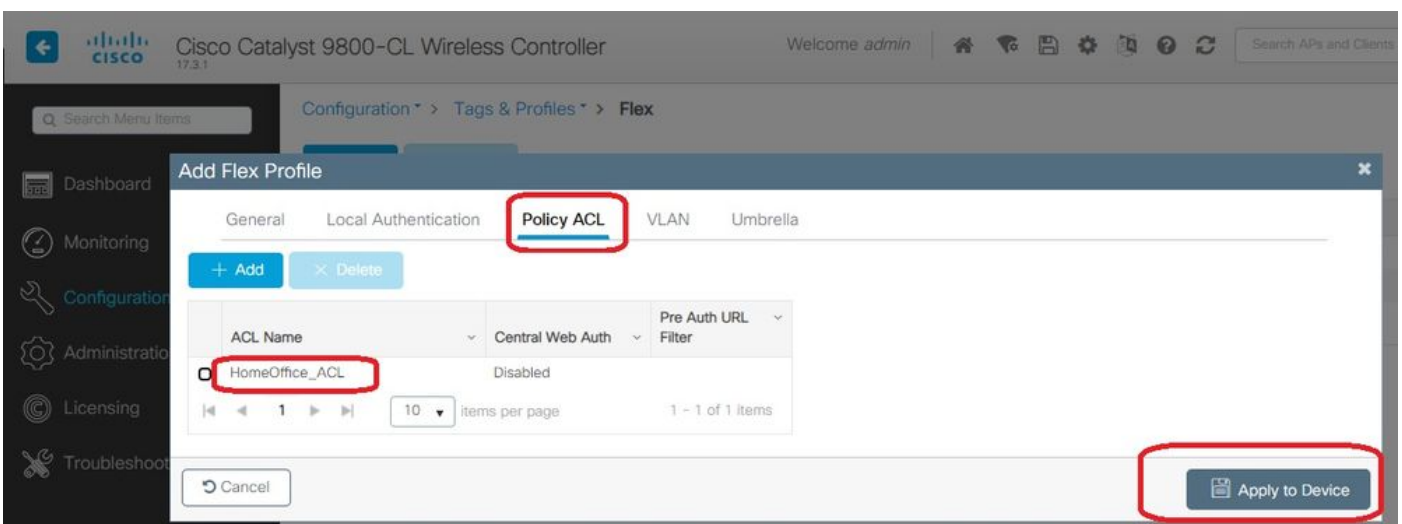 CISCO
Cisco Catalyst 9800-CL Wireless Controller
17.3.1
Welcome admin
Search APs and Clients
Search Menu Items
Configuration > Tags & Profiles > Flex
Dashboard
Monitoring
Configuration
Administratio
Licensing
Troubleshoot
Add Flex Profile
General Local Authentication Policy ACL VLAN Umbrella
+ Add × Delete
ACL Name Central Web Auth Pre Auth URL Filter
HomeOffice_ACL Disabled
1 10 items per page 1 - 1 of 1 items
Cancel Apply to Device